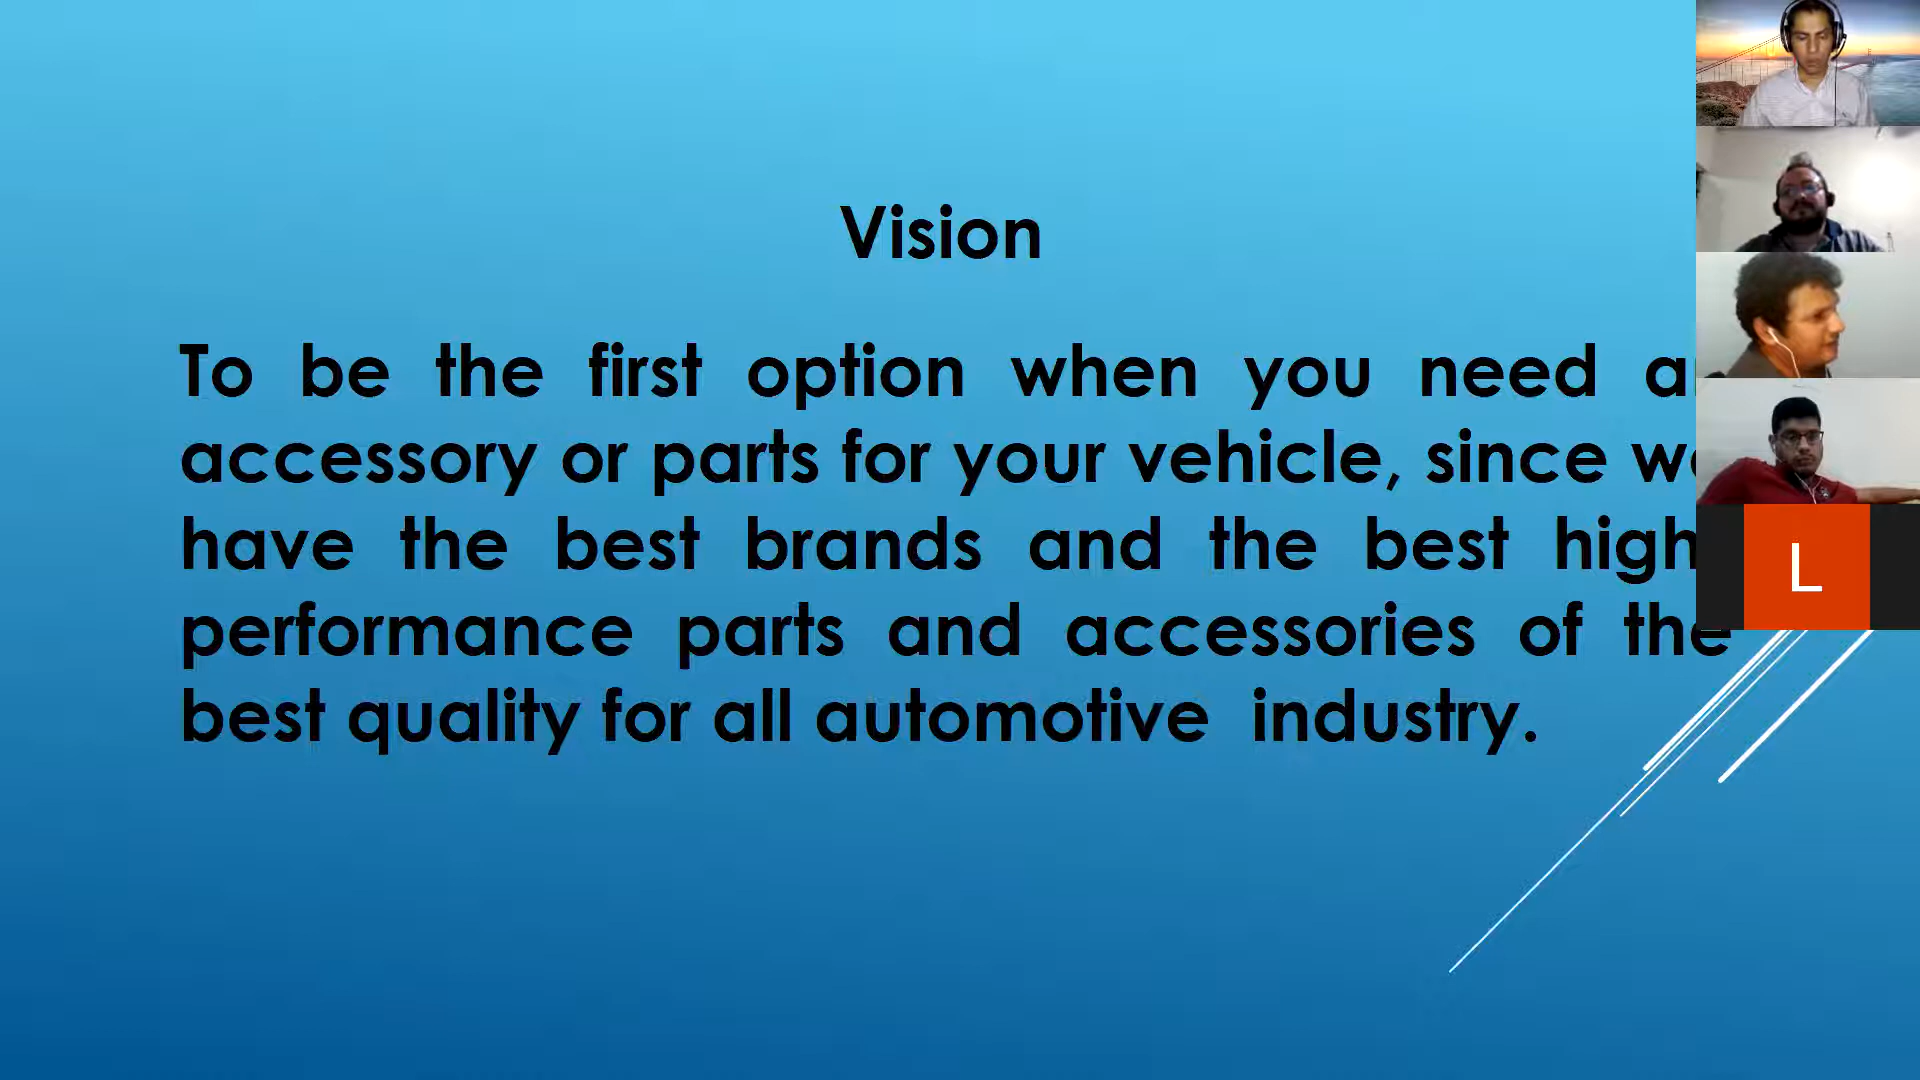 Vision
To be the first option when you need
accessory or parts for your vehicle, since
have the best brands and the best high
performance parts and accessories of the
best quality for all automotive industry.
L